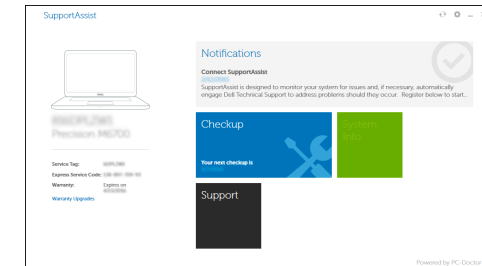 SupportAssist
Notifications
Connect SupportAssist
SupportAssist is designed to monitor your system for issues and, if necessary, automatically
engage Dell Technical Support to address problems should they occur. Register below to start...
Precision M6700
Checkup
System
Info
Your next checkup is
Service Tag:
Express Service Code:
Warranty: Expires on
Warranty Upgrades
Support
Powered by PC-Doctor